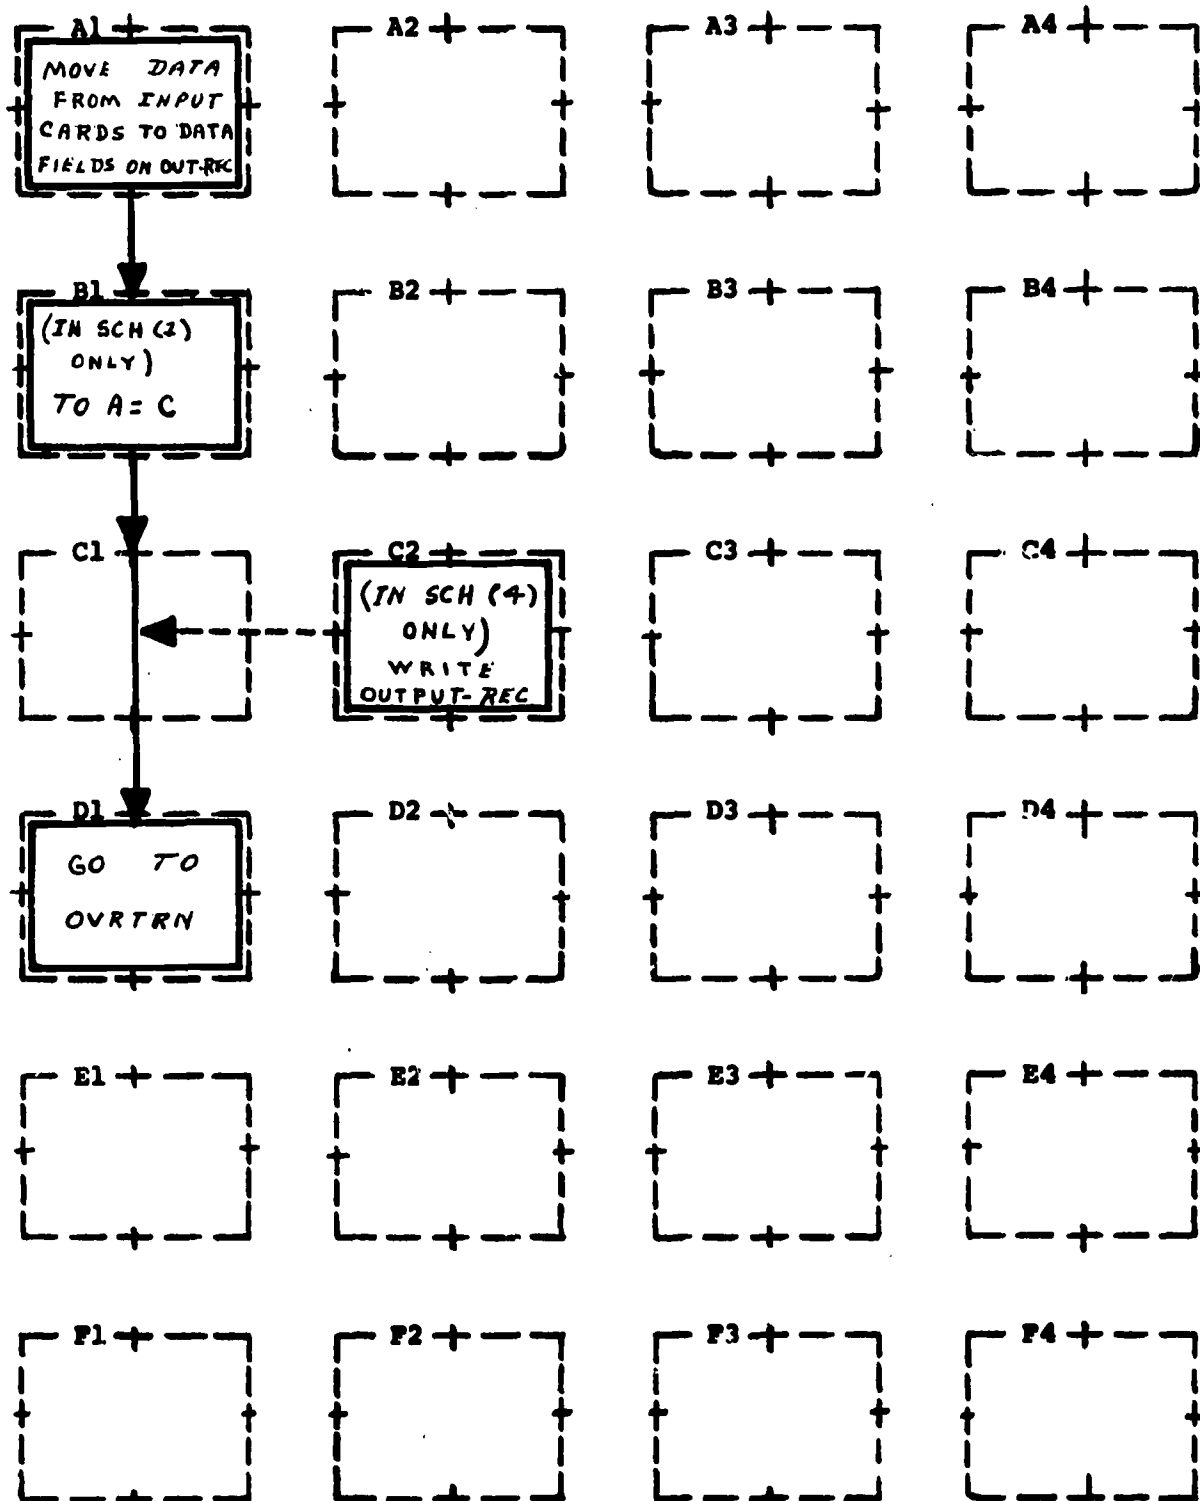 A1 A2 A3 A4
MOVE DATA
FROM INPUT
CARDS TO DATA
FIELDS ON OUT-REC
B1 B2 B3 B4
(IN SCH (1)
ONLY)
TO A = C
C1 C2 C3 C4
(IN SCH (4)
ONLY)
WRITE
OUTPUT-REC
D1 D2 D3 D4
GO TO
OVRTRN
E1 E2 E3 E4
F1 F2 F3 F4